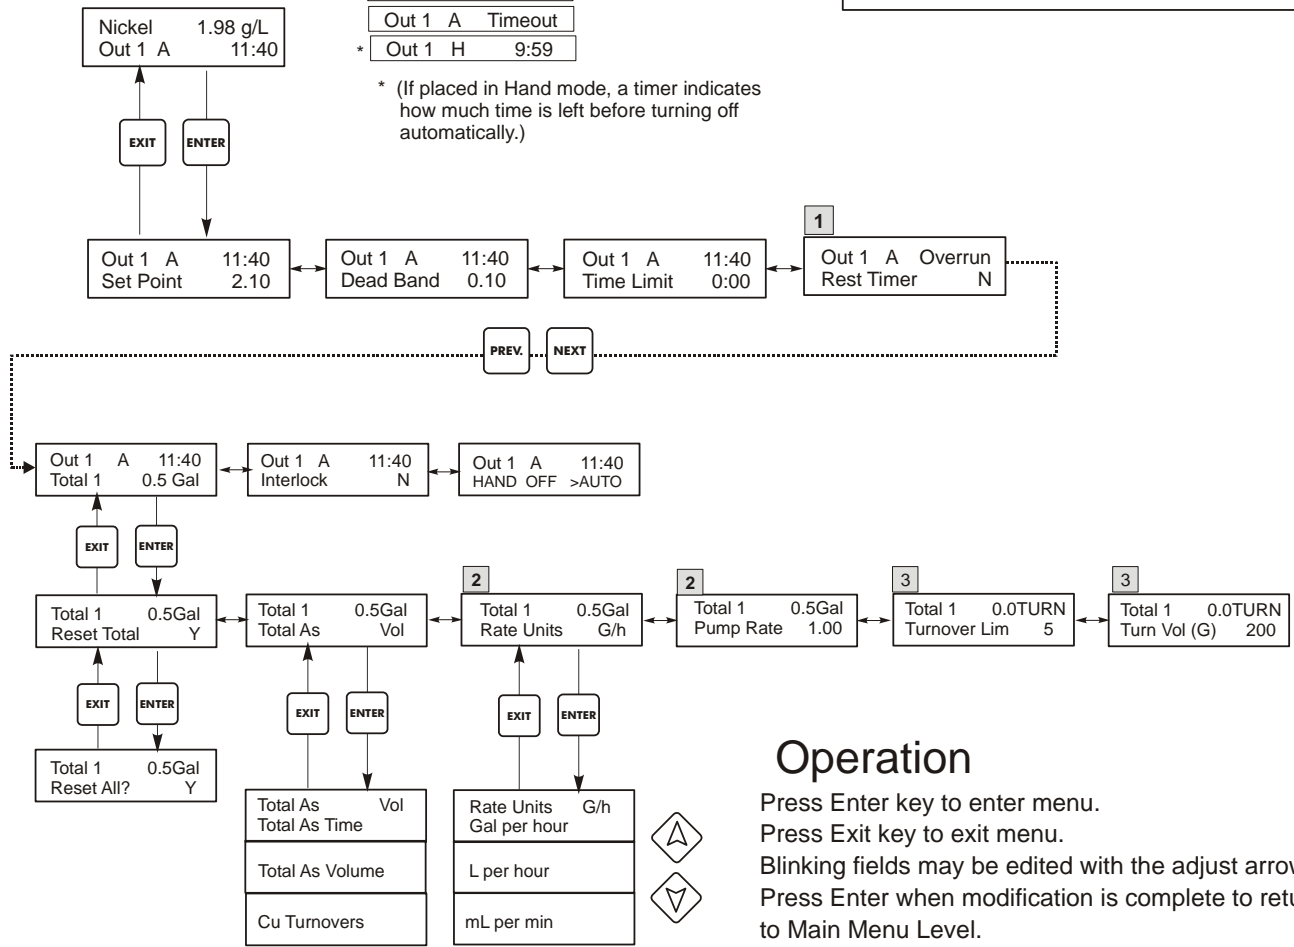 Out 1 A Timeout
* Out 1 H 9:59
* (If placed in Hand mode, a timer indicates
how much time is left before turning off
automatically.)
Nickel 1.98 g/L
Out 1 A 11:40
EXIT
ENTER
Out 1 A 11:40
Set Point 2.10
Out 1 A 11:40
Dead Band 0.10
Out 1 A 11:40
Time Limit 0:00
1
Out 1 A Overrun
Rest Timer N
PREV.
NEXT
Out 1 A 11:40
Total 1 0.5 Gal
Out 1 A 11:40
Interlock N
Out 1 A 11:40
HAND OFF >AUTO
EXIT
ENTER
Total 1 0.5Gal
Reset Total Y
Total 1 0.5Gal
Total As Vol
2
Total 1 0.5Gal
Rate Units G/h
2
Total 1 0.5Gal
Pump Rate 1.00
3
Total 1 0.0TURN
Turnover Lim 5
3
Total 1 0.0TURN
Turn Vol (G) 200
EXIT
ENTER
EXIT
ENTER
EXIT
ENTER
Total 1 0.5Gal
Reset All? Y
Total As Vol
Total As Time
Total As Volume
Cu Turnovers
Rate Units G/h
Gal per hour
L per hour
mL per min
Operation
Press Enter key to enter menu.
Press Exit key to exit menu.
Blinking fields may be edited with the adjust arro
Press Enter when modification is complete to retu
to Main Menu Level.